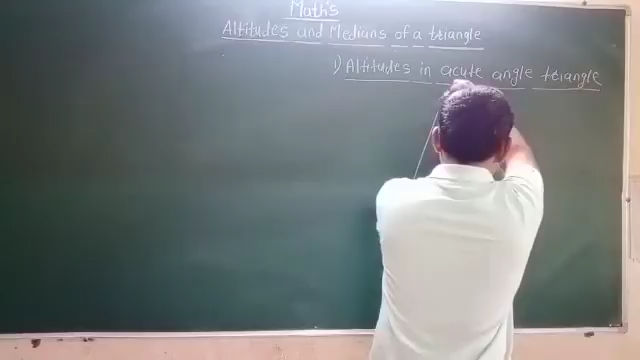 Maths
Altitudes and Medians of a triangle
1) Altitudes in acute angle triangle